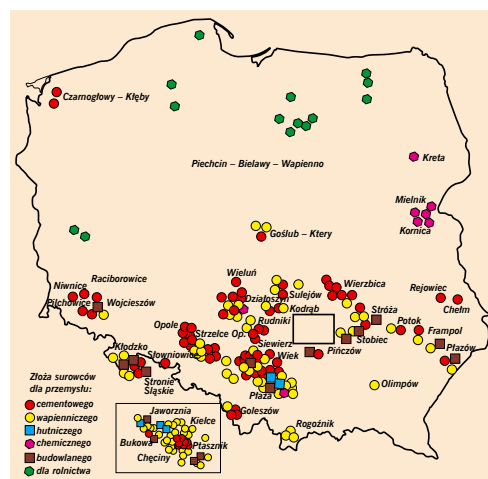 Czarnogłowy – Kłęby
Kreta
Piechcin – Bielawy – Wapienno
Mielnik
Kornica
Goślub – Ktery
Wieluń
Raciborowice
Niwnice
Pilchowice
Wojcieszów
Działoszyn
Sulejów
Wierzbica
Rejowiec
Chełm
Kodrąb
Rudniki
Stróża
Opole
Strzelce Op.
Potok
Frampol
Stobiec
Siewierz
Kłodzko
Słowniowice
Wiek
Pińczów
Płazów
Stronie
Śląskie
Płaza
Olimpów
Złoża surowców
dla przemysłu:
cementowego
wapienniczego
hutniczego
chemicznego
budowlanego
dla rolnictwa
Goleszów
Rogoźnik
Jaworznia
Kielce
Bukowa
Ptasznik
Chęciny